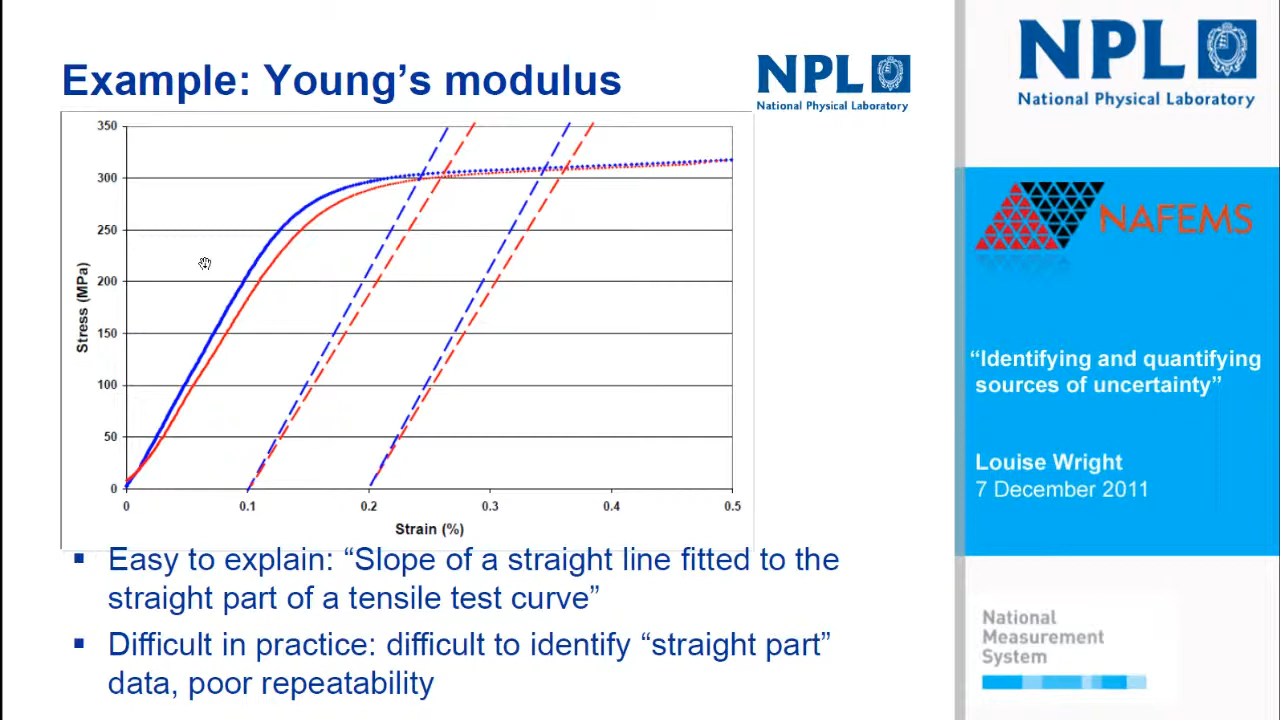 Example: Young’s modulus
NPL
National Physical Laboratory
350
300
250
200
150
100
50
0
Stress (MPa)
0
0.1
0.2
0.3
0.4
0.5
Strain (%)
▪ Easy to explain: “Slope of a straight line fitted to the
straight part of a tensile test curve”
▪ Difficult in practice: difficult to identify “straight part”
data, poor repeatability
NPL
National Physical Laboratory
NAFEMS
“Identifying and quantifying
sources of uncertainty”
Louise Wright
7 December 2011
National
Measurement
System